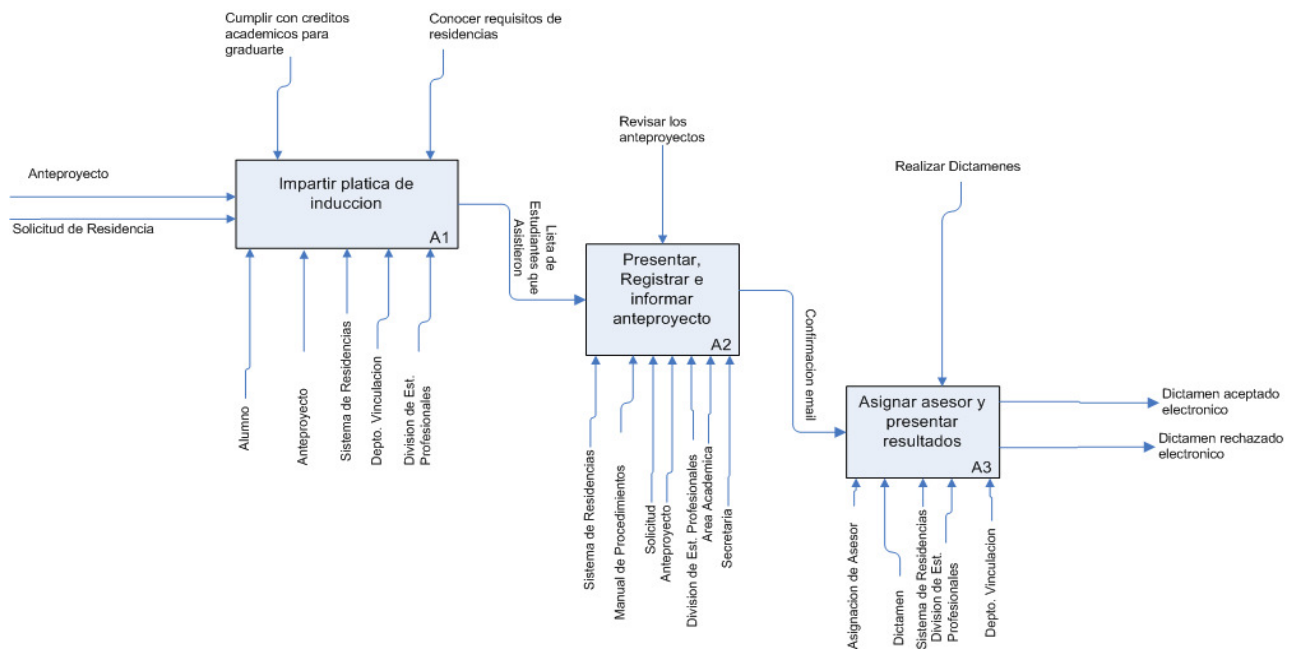 Cumplir con creditos
academicos para
graduarte
Conocer requisitos de
residencias
Anteproyecto
Solicitud de Residencia
Impartir platica de
induccion
A1
Alumno
Anteproyecto
Sistema de Residencias
Depto. Vinculacion
Division de Est.
Profesionales
Lista de
Estudiantes que
Asistieron
Revisar los
anteproyectos
Presentar,
Registrar e
informar
anteproyecto
A2
Sistema de Residencias
Manual de Procedimientos
Solicitud
Anteproyecto
Division de Est. Profesionales
Area Academica
Secretaria
Confirmacion email
Realizar Dictamenes
Asignar asesor y
presentar
resultados
A3
Asignacion de Asesor
Dictamen
Sistema de Residencias
Division de Est.
Profesionales
Depto. Vinculacion
Dictamen aceptado
electronico
Dictamen rechazado
electronico